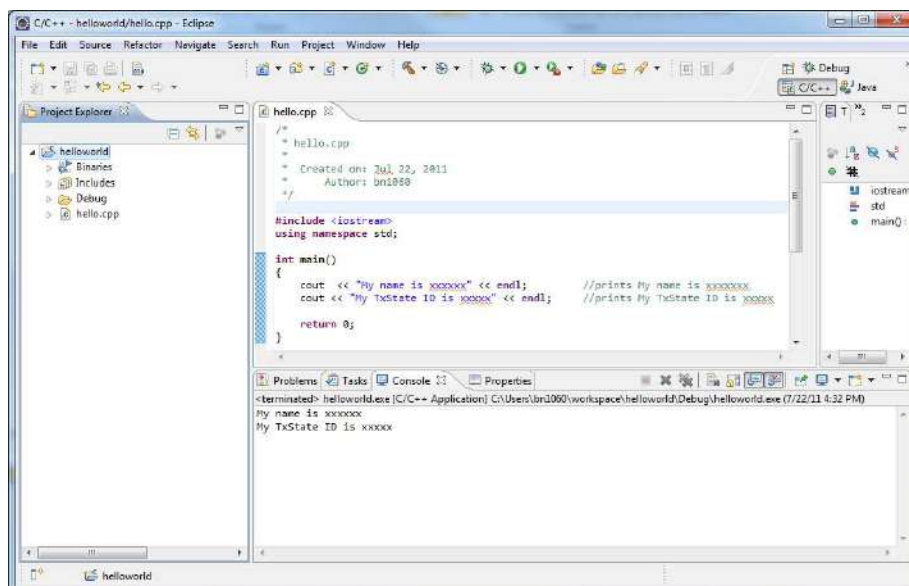 C/C++ - helloworld/hello.cpp - Eclipse
File Edit Source Refactor Navigate Search Run Project Window Help
Debug
C/C++ Java
Project Explorer
helloworld
Binaries
Includes
Debug
hello.cpp
hello.cpp
/*
* hello.cpp
*
* Created on: Jul 22, 2011
* Author: bn1060
*/
#include <iostream>
using namespace std;
int main()
{
cout << "My name is xxxxxx" << endl; //prints My name is xxxxxxx
cout << "My TxState ID is xxxxx" << endl; //prints My TxState ID is xxxxx
return 0;
}
iostream
std
main() :
Problems Tasks Console Properties
<terminated> helloworld.exe [C/C++ Application] C:\Users\bn1060\workspace\helloworld\Debug\helloworld.exe (7/22/11 4:32 PM)
My name is xxxxxx
My TxState ID is xxxxx
helloworld